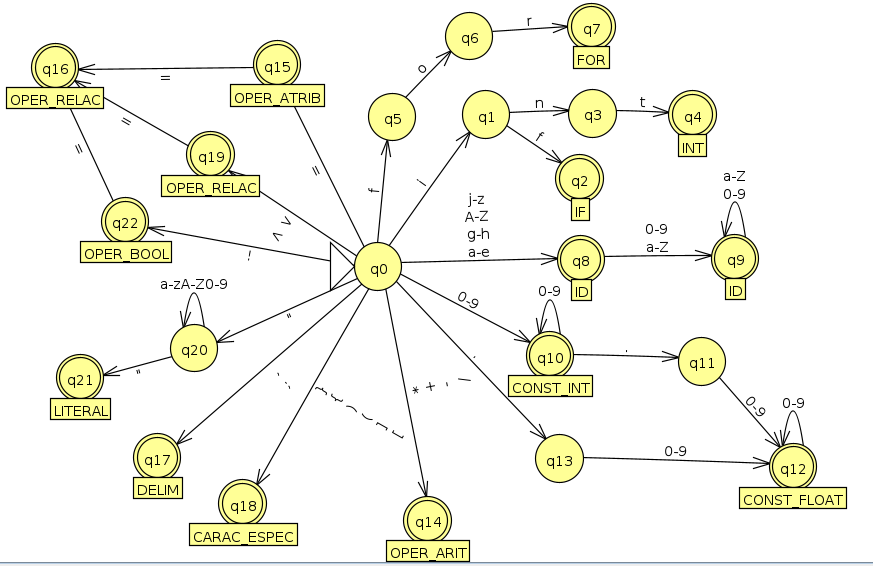 q6
r
q7
FOR
o
q16
OPER_RELAC
=
q15
OPER_ATRIB
=
q5
f
q1
n
q3
t
q4
INT
i
f
q2
IF
=
q19
OPER_RELAC
< >
=
q22
OPER_BOOL
!
q0
j-z
A-Z
g-h
a-e
q8
ID
0-9
a-Z
a-Z
0-9
q9
ID
a-zA-Z0-9
"
q20
"
q21
LITERAL
0-9
0-9
q10
CONST_INT
.
q11
0-9
.
q13
0-9
0-9
q12
CONST_FLOAT
q17
DELIM
} { ) ( ] [
q18
CARAC_ESPEC
* + - /
q14
OPER_ARIT